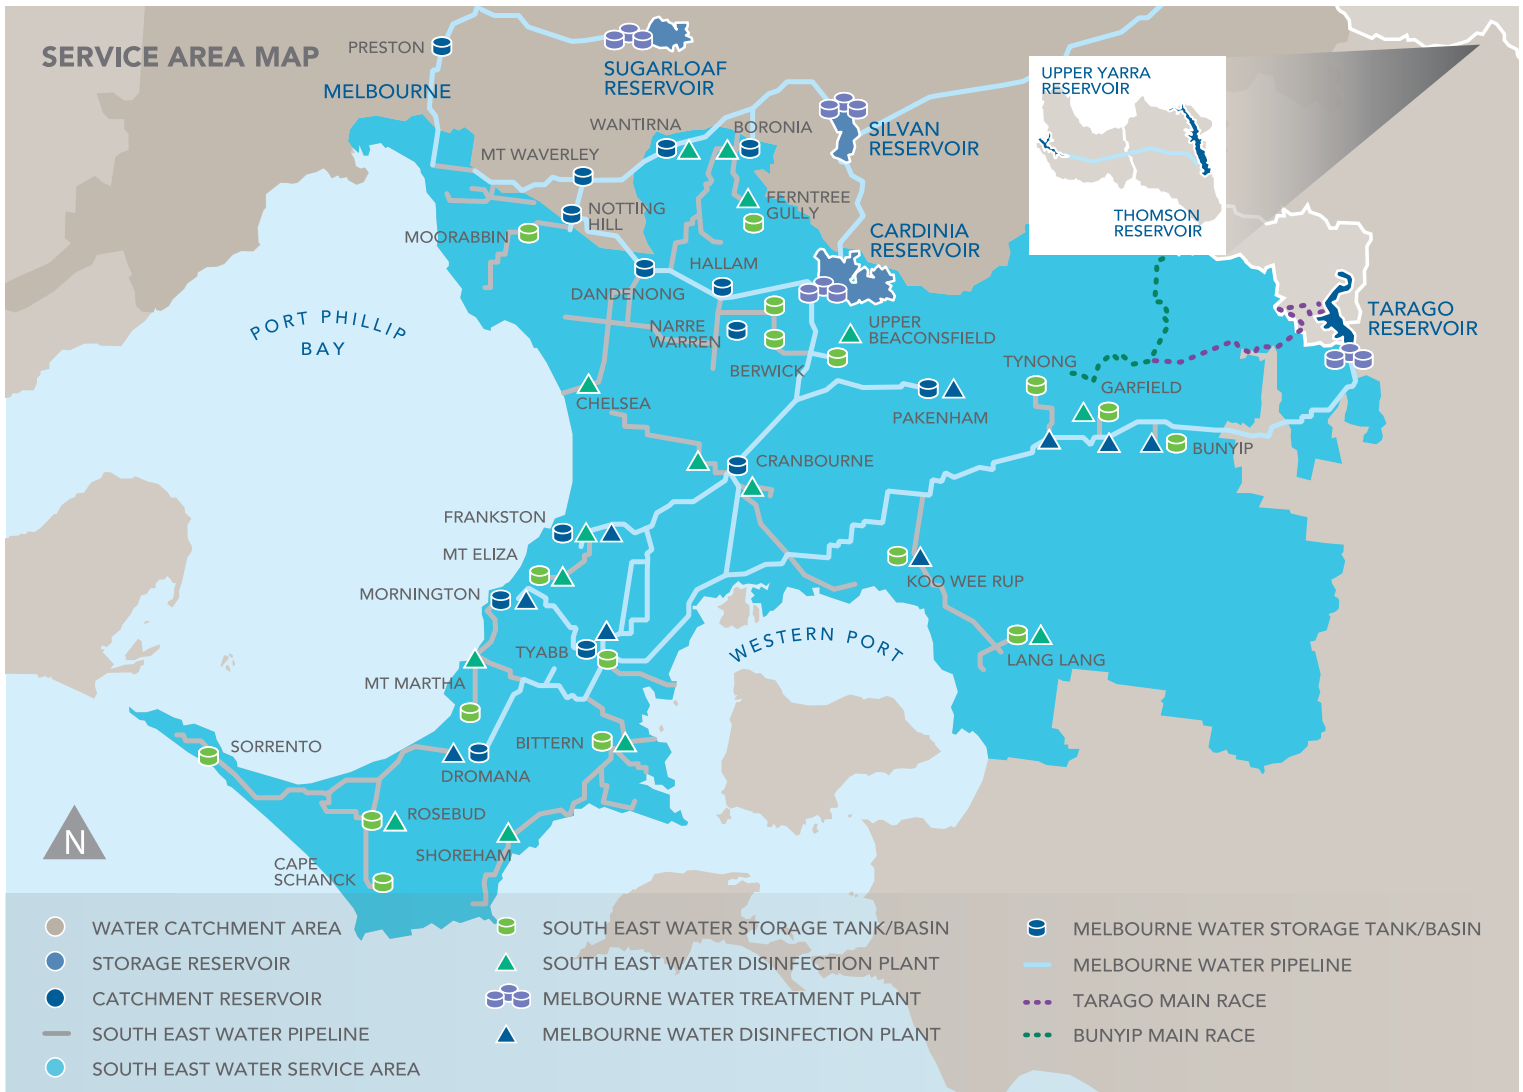 SERVICE AREA MAP
PRESTON
MELBOURNE
SUGARLOAF
RESERVOIR
UPPER YARRA
RESERVOIR
THOMSON
RESERVOIR
WANTIRNA
BORONIA
SILVAN
RESERVOIR
MT WAVERLEY
FERNTREE
GULLY
NOTTING
HILL
MOORABBIN
CARDINIA
RESERVOIR
HALLAM
DANDENONG
TARAGO
RESERVOIR
PORT PHILLIP
BAY
NARRE
WARREN
UPPER
BEACONSFIELD
BERWICK
TYNONG
GARFIELD
CHELSEA
PAKENHAM
BUNYIP
CRANBOURNE
FRANKSTON
MT ELIZA
KOO WEE RUP
MORNINGTON
WESTERN PORT
TYABB
LANG LANG
MT MARTHA
SORRENTO
BITTERN
DROMANA
ROSEBUD
SHOREHAM
CAPE
SCHANCK
N
WATER CATCHMENT AREA
STORAGE RESERVOIR
CATCHMENT RESERVOIR
SOUTH EAST WATER PIPELINE
SOUTH EAST WATER SERVICE AREA
SOUTH EAST WATER STORAGE TANK/BASIN
SOUTH EAST WATER DISINFECTION PLANT
MELBOURNE WATER TREATMENT PLANT
MELBOURNE WATER DISINFECTION PLANT
MELBOURNE WATER STORAGE TANK/BASIN
MELBOURNE WATER PIPELINE
TARAGO MAIN RACE
BUNYIP MAIN RACE